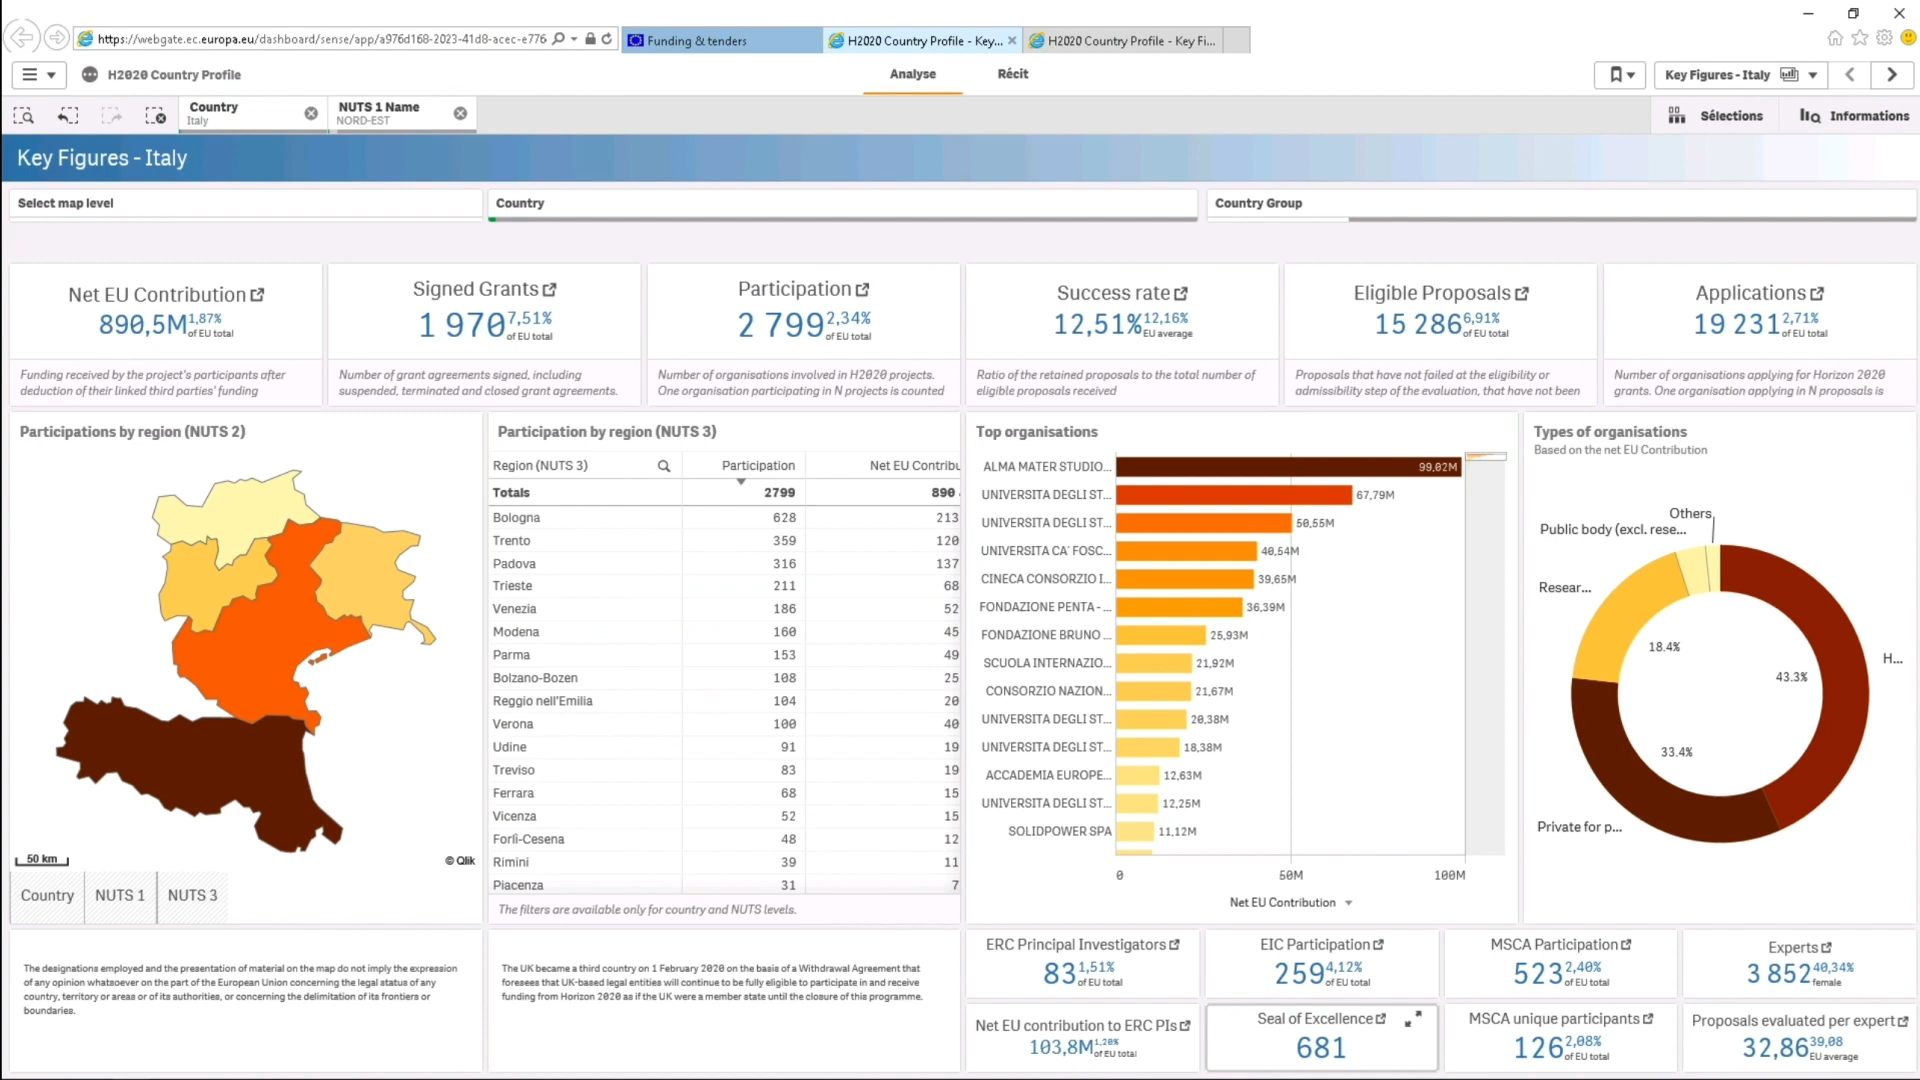 https://webgate.ec.europa.eu/dashboard/sense/app/a976d168-2023-41d8-acec-e776
Funding & tenders
H2020 Country Profile - Key...
H2020 Country Profile - Key Fi...
H2020 Country Profile
Analyse
Récit
Key Figures - Italy
Country
Italy
NUTS 1 Name
NORD-EST
Sélections
Informations
Key Figures - Italy
Select map level
Country
Country Group
Net EU Contribution
890,5M 1,87% of EU total
Funding received by the project's participants after
deduction of their linked third parties' funding
Signed Grants
1 970 7,51% of EU total
Number of grant agreements signed, including
suspended, terminated and closed grant agreements.
Participation
2 799 2,34% of EU total
Number of organisations involved in H2020 projects.
One organisation participating in N projects is counted
Success rate
12,51% 12,16% EU average
Ratio of the retained proposals to the total number of
eligible proposals received
Eligible Proposals
15 286 6,91% of EU total
Proposals that have not failed at the eligibility or
admissibility step of the evaluation, that have not been
Applications
19 231 2,71% of EU total
Number of organisations applying for Horizon 2020
grants. One organisation applying in N proposals is
Participations by region (NUTS 2)
50 km
© Qlik
Country
NUTS 1
NUTS 3
Participation by region (NUTS 3)
Region (NUTS 3) Participation Net EU Contribu
Totals 2799 890
Bologna 628 213
Trento 359 120
Padova 316 137
Trieste 211 68
Venezia 186 52
Modena 160 45
Parma 153 49
Bolzano-Bozen 108 25
Reggio nell'Emilia 104 20
Verona 100 40
Udine 91 19
Treviso 83 19
Ferrara 68 15
Vicenza 52 15
Forlì-Cesena 48 12
Rimini 39 11
Piacenza 31 7
The filters are available only for country and NUTS levels.
Top organisations
ALMA MATER STUDIO... 99,02M
UNIVERSITA DEGLI ST... 67,79M
UNIVERSITA DEGLI ST... 50,55M
UNIVERSITA CA' FOSC... 40,54M
CINECA CONSORZIO I... 39,65M
FONDAZIONE PENTA - ... 36,39M
FONDAZIONE BRUNO ... 25,93M
SCUOLA INTERNAZIO... 21,92M
CONSORZIO NAZION... 21,67M
UNIVERSITA DEGLI ST... 20,38M
UNIVERSITA DEGLI ST... 18,38M
ACCADEMIA EUROPE... 12,63M
UNIVERSITA DEGLI ST... 12,25M
SOLIDPOWER SPA 11,12M
0 50M 100M
Net EU Contribution
Types of organisations
Based on the net EU Contribution
Others
Public body (excl. rese...
Resear...
18.4%
H...
43.3%
33.4%
Private for p...
The designations employed and the presentation of material on the map do not imply the expression
of any opinion whatsoever on the part of the European Union concerning the legal status of any
country, territory or areas or of its authorities, or concerning the delimitation of its frontiers or
boundaries.
The UK became a third country on 1 February 2020 on the basis of a Withdrawal Agreement that
foresees that UK-based legal entities will continue to be fully eligible to participate in and receive
funding from Horizon 2020 as if the UK were a member state until the closure of this programme.
ERC Principal Investigators
83 1,51% of EU total
EIC Participation
259 4,12% of EU total
MSCA Participation
523 2,40% of EU total
Experts
3 852 40,34% female
Net EU contribution to ERC PIs
103,8M 1,20% of EU total
Seal of Excellence
681
MSCA unique participants
126 2,08% of EU total
Proposals evaluated per expert
32,86 39,08 EU average